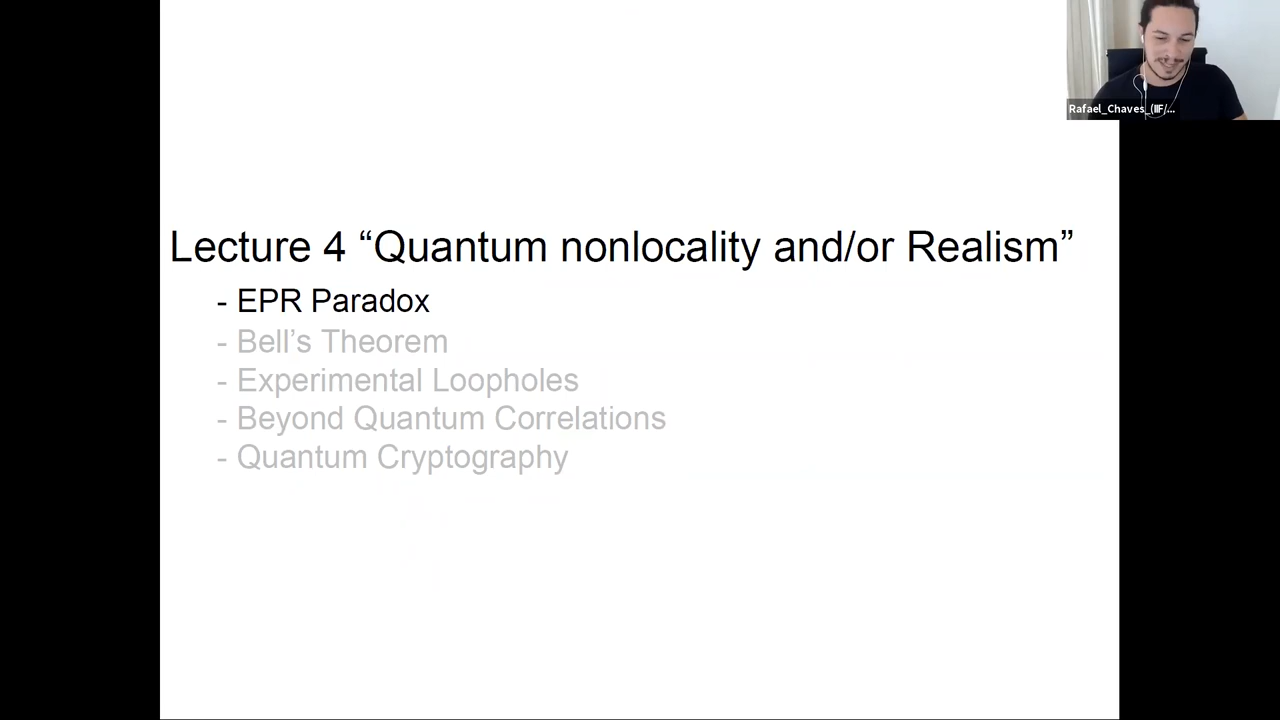 Rafael_Chaves_(IIF/...
Lecture 4 “Quantum nonlocality and/or Realism”
- EPR Paradox
- Bell’s Theorem
- Experimental Loopholes
- Beyond Quantum Correlations
- Quantum Cryptography